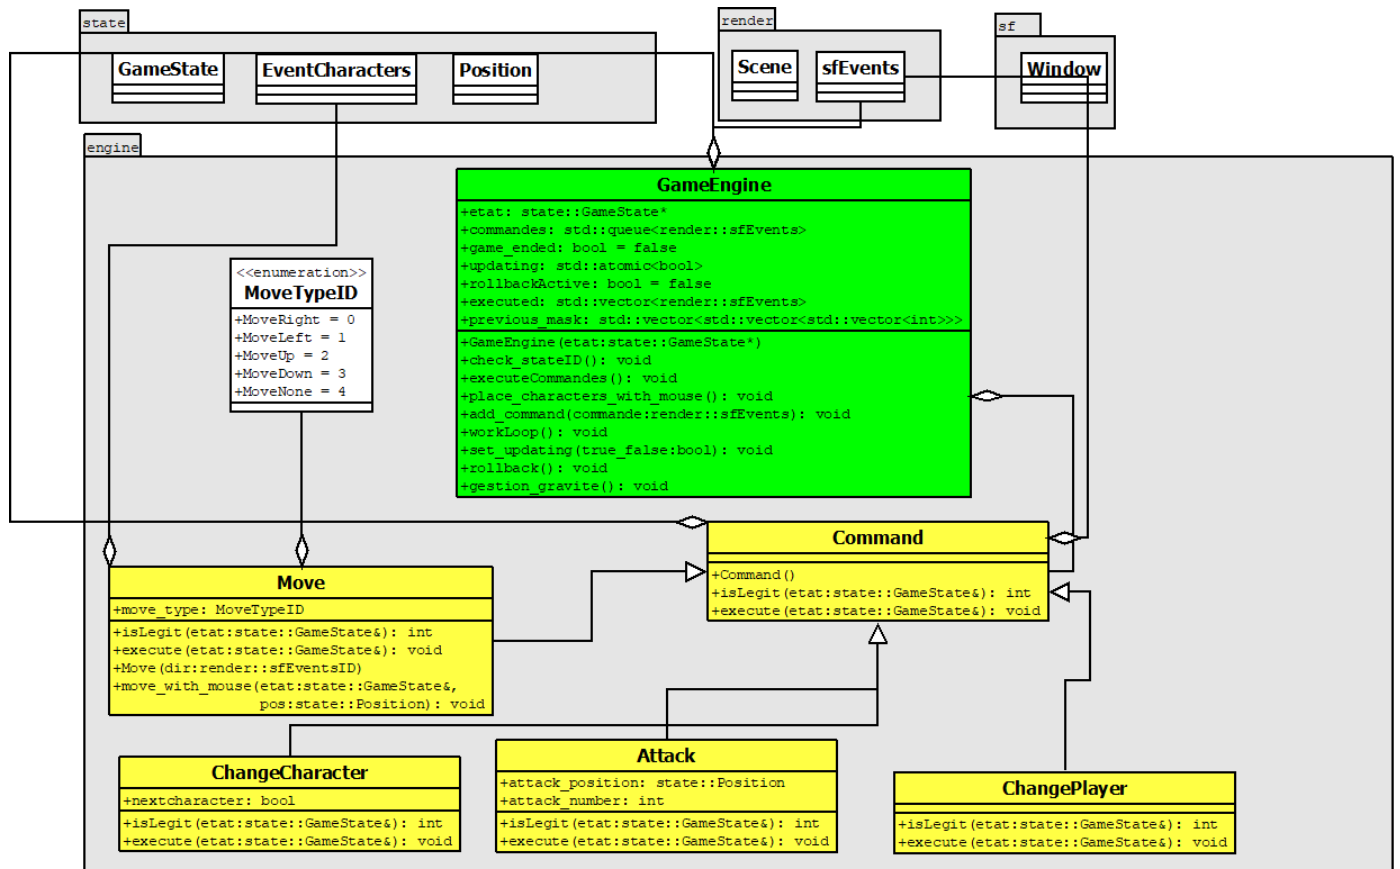 state
GameState
EventCharacters
Position
render
Scene
sfEvents
sf
Window
engine
GameEngine
+etat: state::GameState*
+commandes: std::queue<render::sfEvents>
+game_ended: bool = false
+updating: std::atomic<bool>
+rollbackActive: bool = false
+executed: std::vector<render::sfEvents>
+previous_mask: std::vector<std::vector<std::vector<int>>>
+GameEngine(etat:state::GameState*)
+check_stateID(): void
+executeCommandes(): void
+place_characters_with_mouse(): void
+add_command(commande:render::sfEvents): void
+workLoop(): void
+set_updating(true_false:bool): void
+rollback(): void
+gestion_gravite(): void
<<enumeration>>
MoveTypeID
+MoveRight = 0
+MoveLeft = 1
+MoveUp = 2
+MoveDown = 3
+MoveNone = 4
Command
+Command()
+isLegit(etat:state::GameState&): int
+execute(etat:state::GameState&): void
Move
+move_type: MoveTypeID
+isLegit(etat:state::GameState&): int
+execute(etat:state::GameState&): void
+Move(dir:render::sfEventsID)
+move_with_mouse(etat:state::GameState&,
pos:state::Position): void
ChangeCharacter
+nextcharacter: bool
+isLegit(etat:state::GameState&): int
+execute(etat:state::GameState&): void
Attack
+attack_position: state::Position
+attack_number: int
+isLegit(etat:state::GameState&): int
+execute(etat:state::GameState&): void
ChangePlayer
+isLegit(etat:state::GameState&): int
+execute(etat:state::GameState&): void